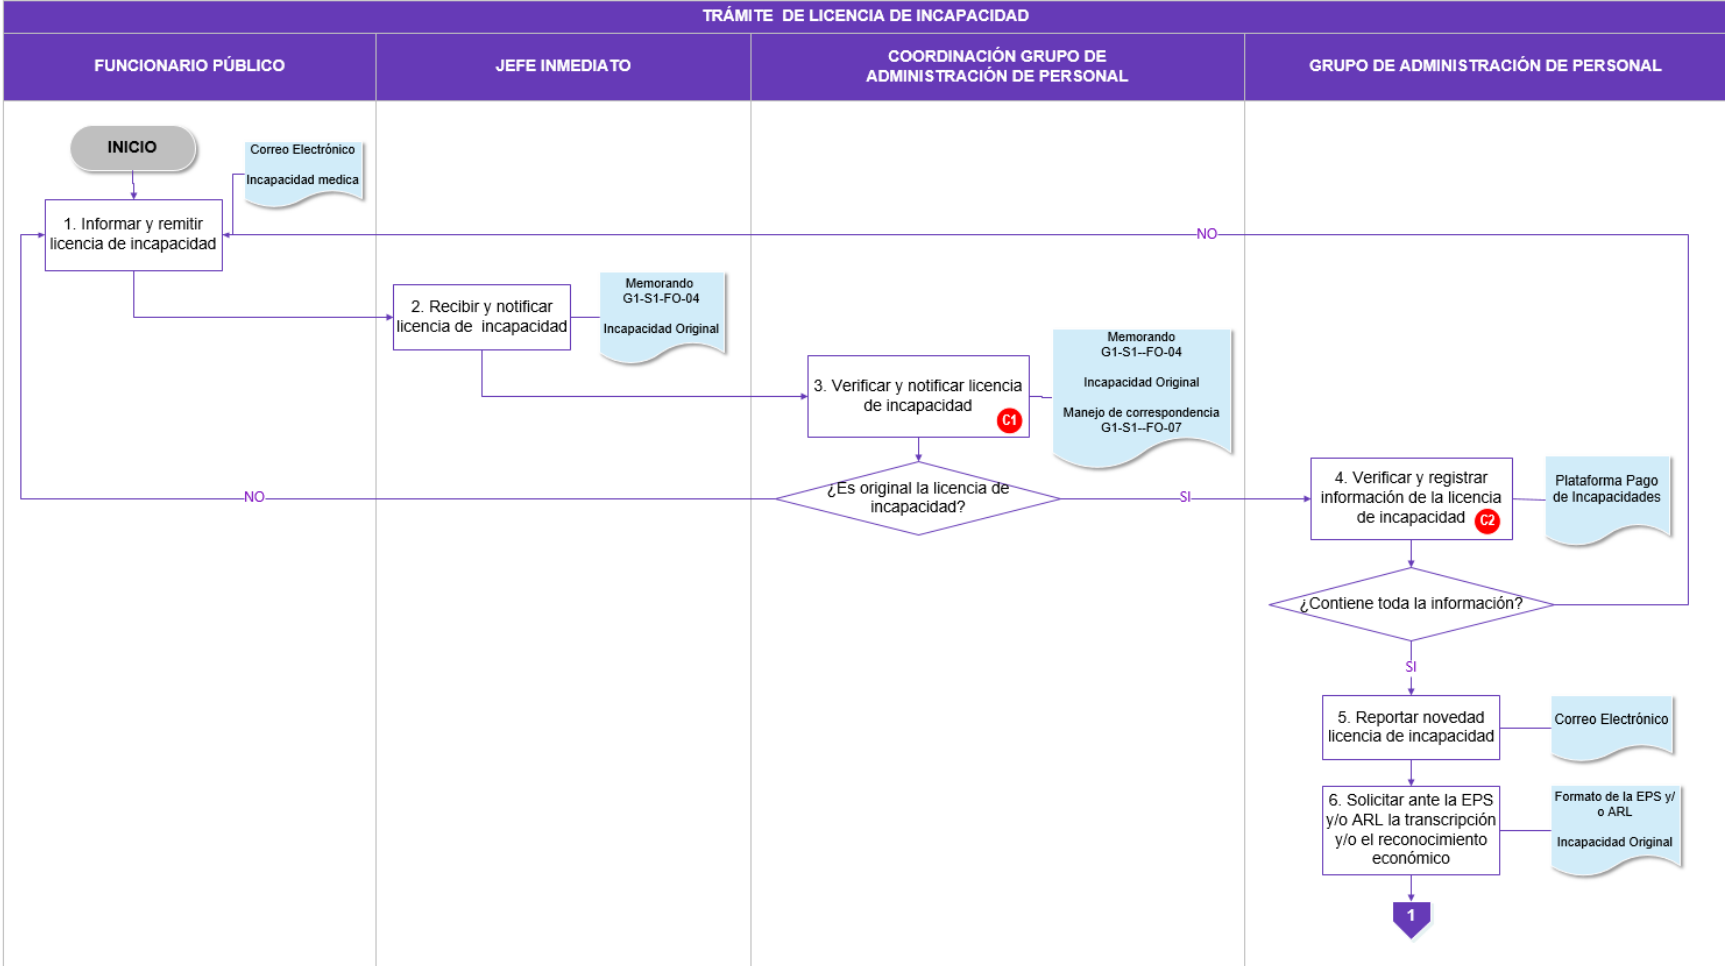 TRÁMITE  DE LICENCIA DE INCAPACIDAD
FUNCIONARIO PÚBLICO
JEFE INMEDIATO
COORDINACIÓN GRUPO DE
ADMINISTRACIÓN DE PERSONAL
GRUPO DE ADMINISTRACIÓN DE PERSONAL
INICIO
Correo Electrónico
Incapacidad medica
1. Informar y remitir
licencia de incapacidad
NO
2. Recibir y notificar
licencia de  incapacidad
Memorando
G1-S1-FO-04
Incapacidad Original
3. Verificar y notificar licencia
de incapacidad
C1
Memorando
G1-S1--FO-04
Incapacidad Original
Manejo de correspondencia
G1-S1--FO-07
¿Es original la licencia de
incapacidad?
NO
SI
4. Verificar y registrar
información de la licencia
de incapacidad
C2
Plataforma Pago
de Incapacidades
¿Contiene toda la información?
SI
5. Reportar novedad
licencia de incapacidad
Correo Electrónico
6. Solicitar ante la EPS
y/o ARL la transcripción
y/o el reconocimiento
económico
Formato de la EPS y/
o ARL
Incapacidad Original
1